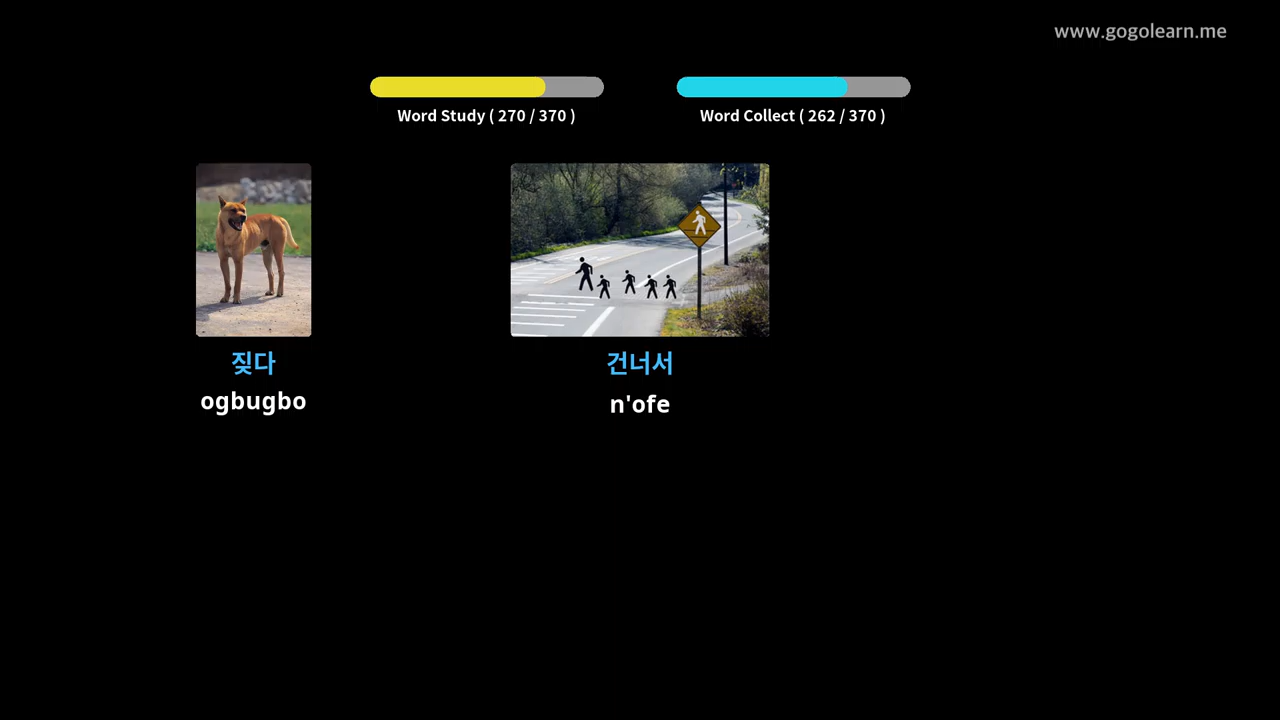 www.gogolearn.me
Word Study ( 270 / 370 )
Word Collect ( 262 / 370 )
짖다
건너서
ogbugbo
n'ofe